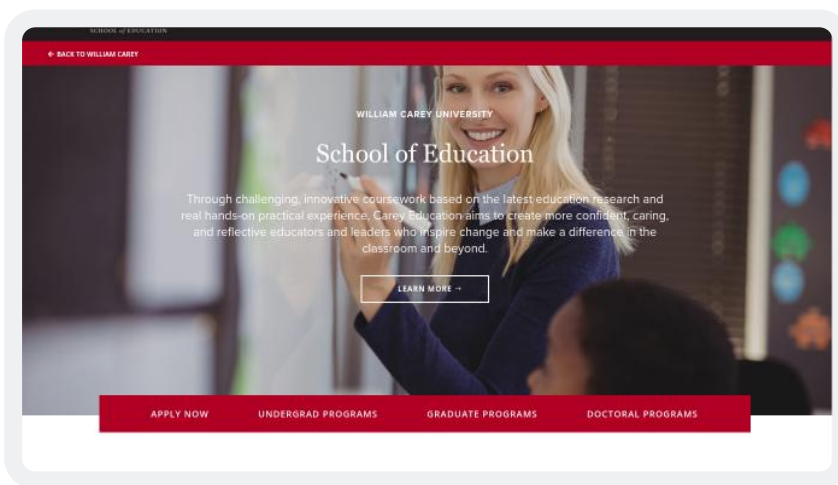 SCHOOL of EDUCATION
← BACK TO WILLIAM CAREY
WILLIAM CAREY UNIVERSITY
School of Education
Through challenging, innovative coursework based on the latest education research and
real hands-on practical experience, Carey Education aims to create more confident, caring,
and reflective educators and leaders who inspire change and make a difference in the
classroom and beyond.
LEARN MORE →
APPLY NOW UNDERGRAD PROGRAMS GRADUATE PROGRAMS DOCTORAL PROGRAMS